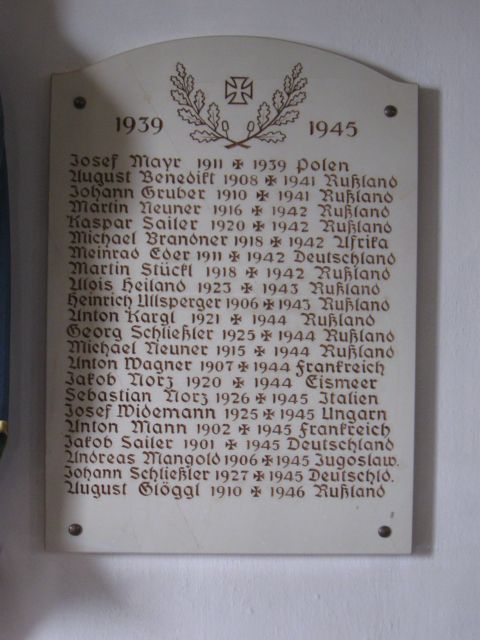 1939 1945
Josef Mayr 1911 ✠ 1939 Polen
August Benedikt 1908 ✠ 1941 Rußland
Johann Gruber 1910 ✠ 1941 Rußland
Martin Neuner 1916 ✠ 1942 Rußland
Kaspar Sailer 1920 ✠ 1942 Rußland
Michael Brandner 1918 ✠ 1942 Afrika
Meinrad Eder 1911 ✠ 1942 Deutschland
Martin Stückl 1918 ✠ 1942 Rußland
Alois Heiland 1923 ✠ 1943 Rußland
Heinrich Ullsperger 1906 ✠ 1943 Rußland
Anton Kargl 1921 ✠ 1944 Rußland
Georg Schließler 1925 ✠ 1944 Rußland
Michael Neuner 1915 ✠ 1944 Rußland
Anton Wagner 1907 ✠ 1944 Frankreich
Jakob Norz 1920 ✠ 1944 Eismeer
Sebastian Norz 1926 ✠ 1945 Italien
Josef Widemann 1925 ✠ 1945 Ungarn
Anton Mann 1902 ✠ 1945 Frankreich
Jakob Sailer 1901 ✠ 1945 Deutschland
Andreas Mangold 1906 ✠ 1945 Jugoslaw.
Johann Schließler 1927 ✠ 1945 Deutschld.
August Glöggl 1910 ✠ 1946 Rußland